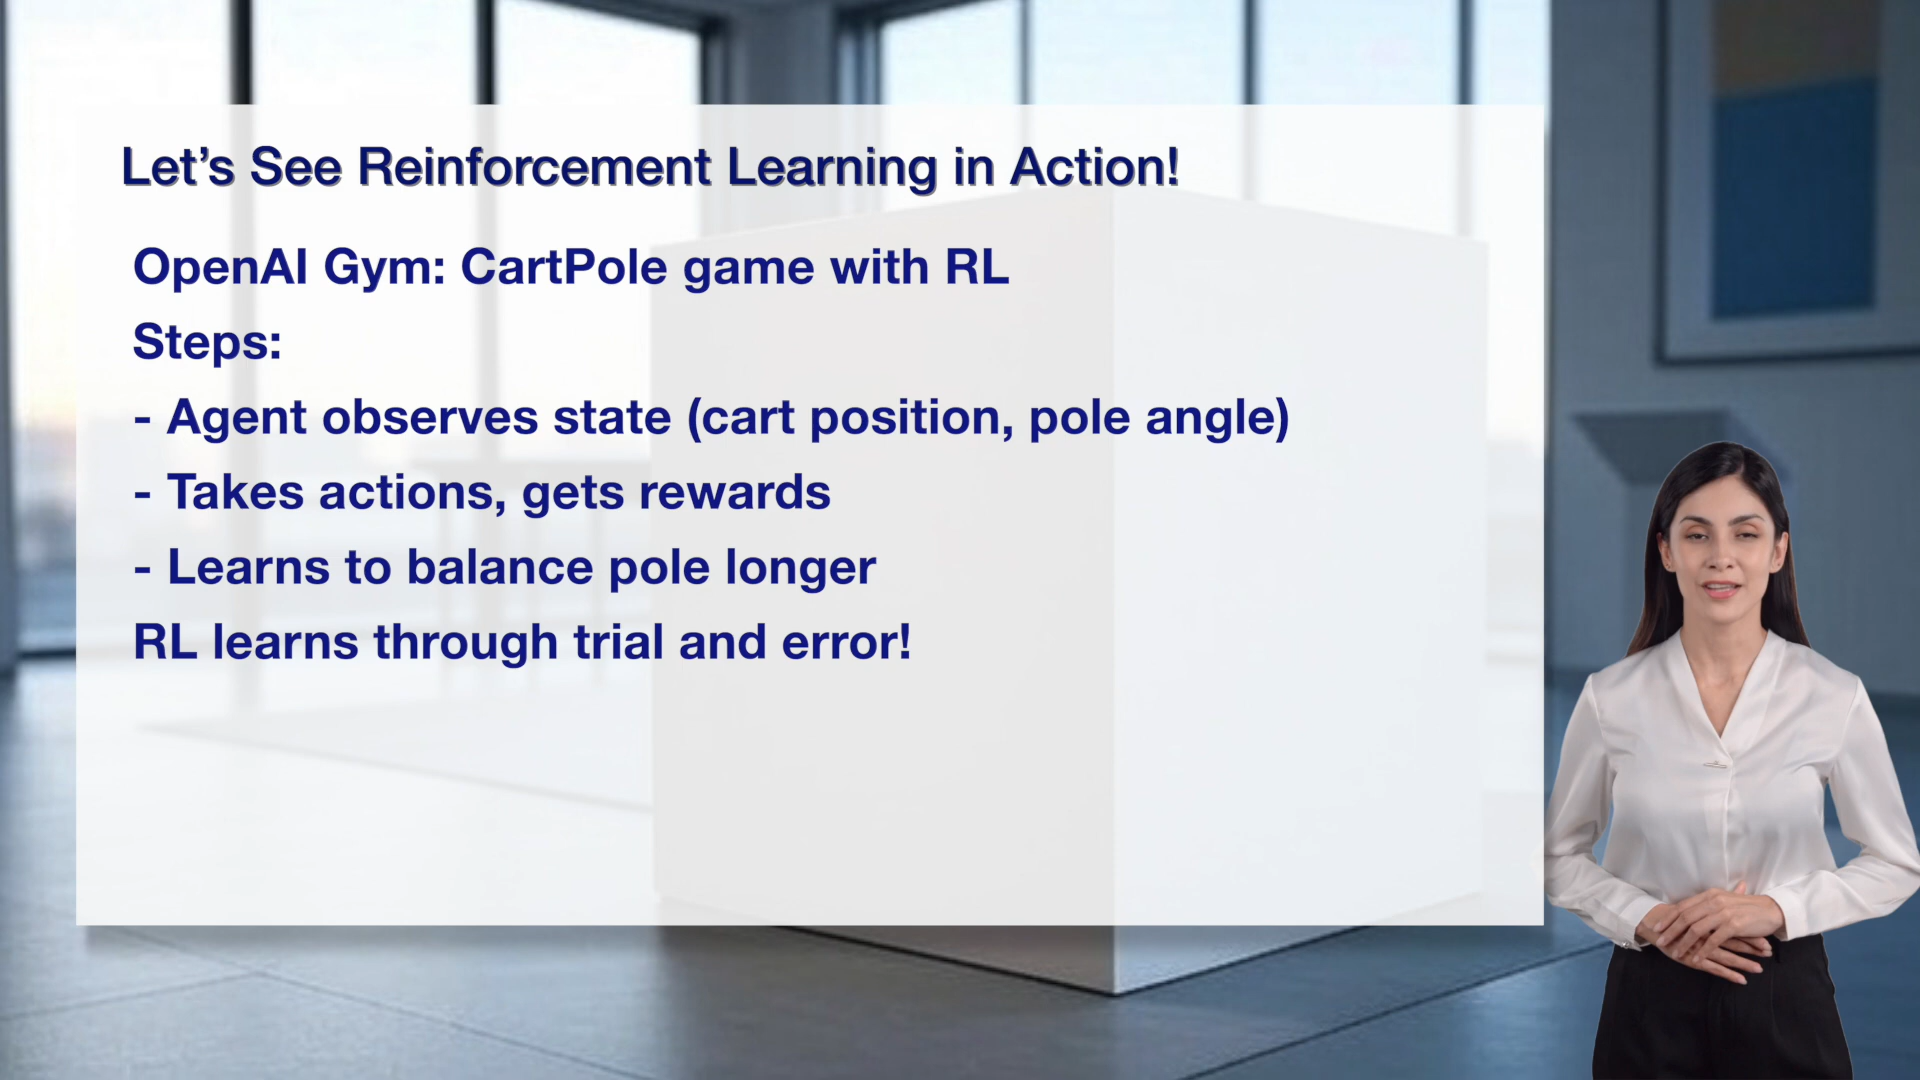 Let’s See Reinforcement Learning in Action!
OpenAI Gym: CartPole game with RL
Steps:
- Agent observes state (cart position, pole angle)
- Takes actions, gets rewards
- Learns to balance pole longer
RL learns through trial and error!